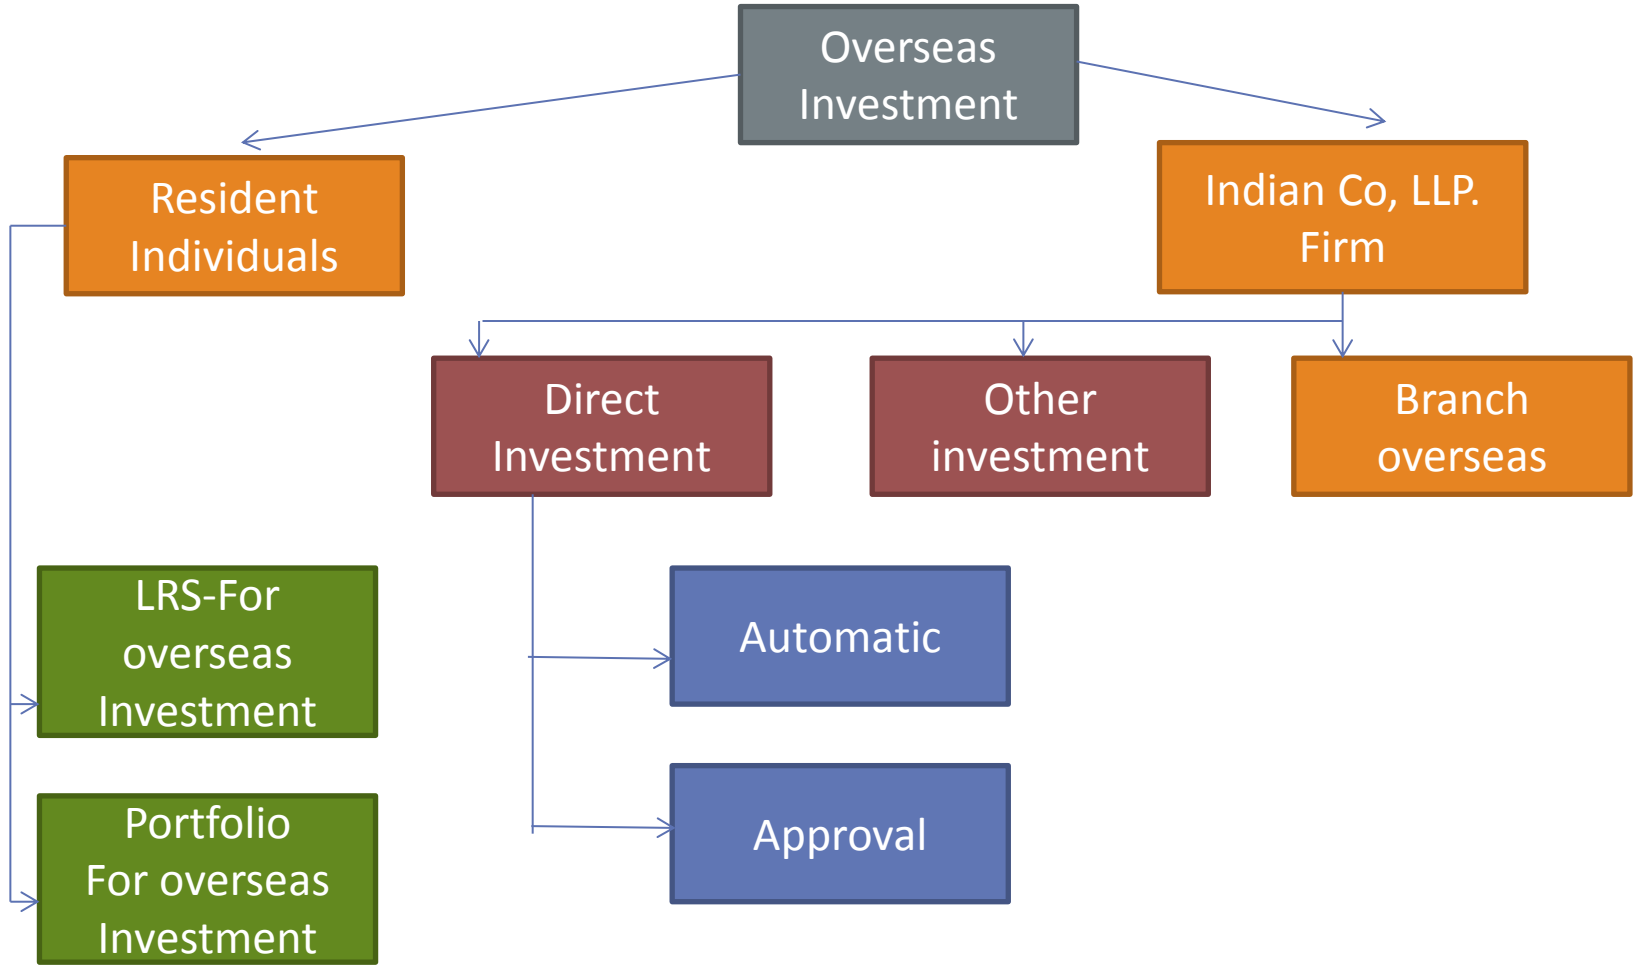 Overseas
Investment
Resident
Individuals
Indian Co, LLP.
Firm
Direct
Investment
Other
investment
Branch
overseas
LRS-For
overseas
Investment
Automatic
Portfolio
For overseas
Investment
Approval